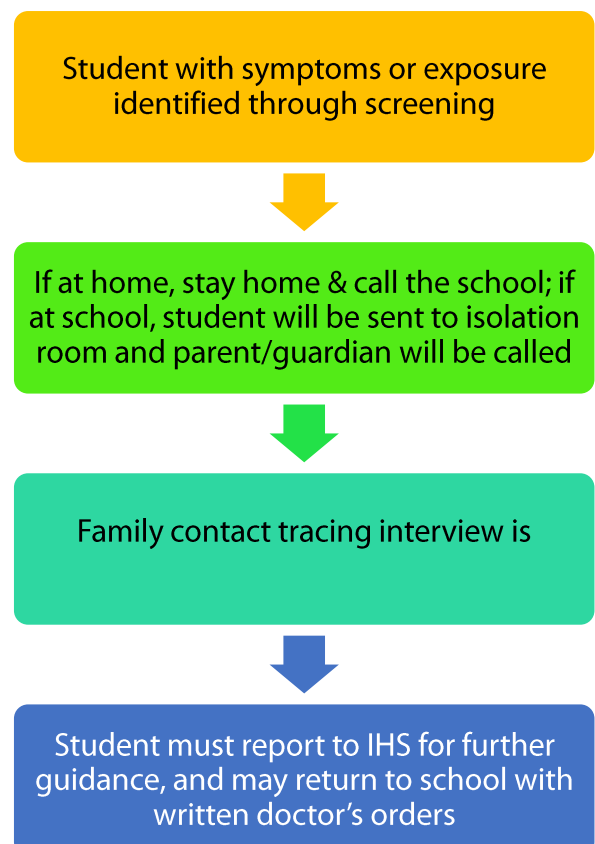 Student with symptoms or exposure
identified through screening
If at home, stay home & call the school; if
at school, student will be sent to isolation
room and parent/guardian will be called
Family contact tracing interview is
Student must report to IHS for further
guidance, and may return to school with
written doctor’s orders